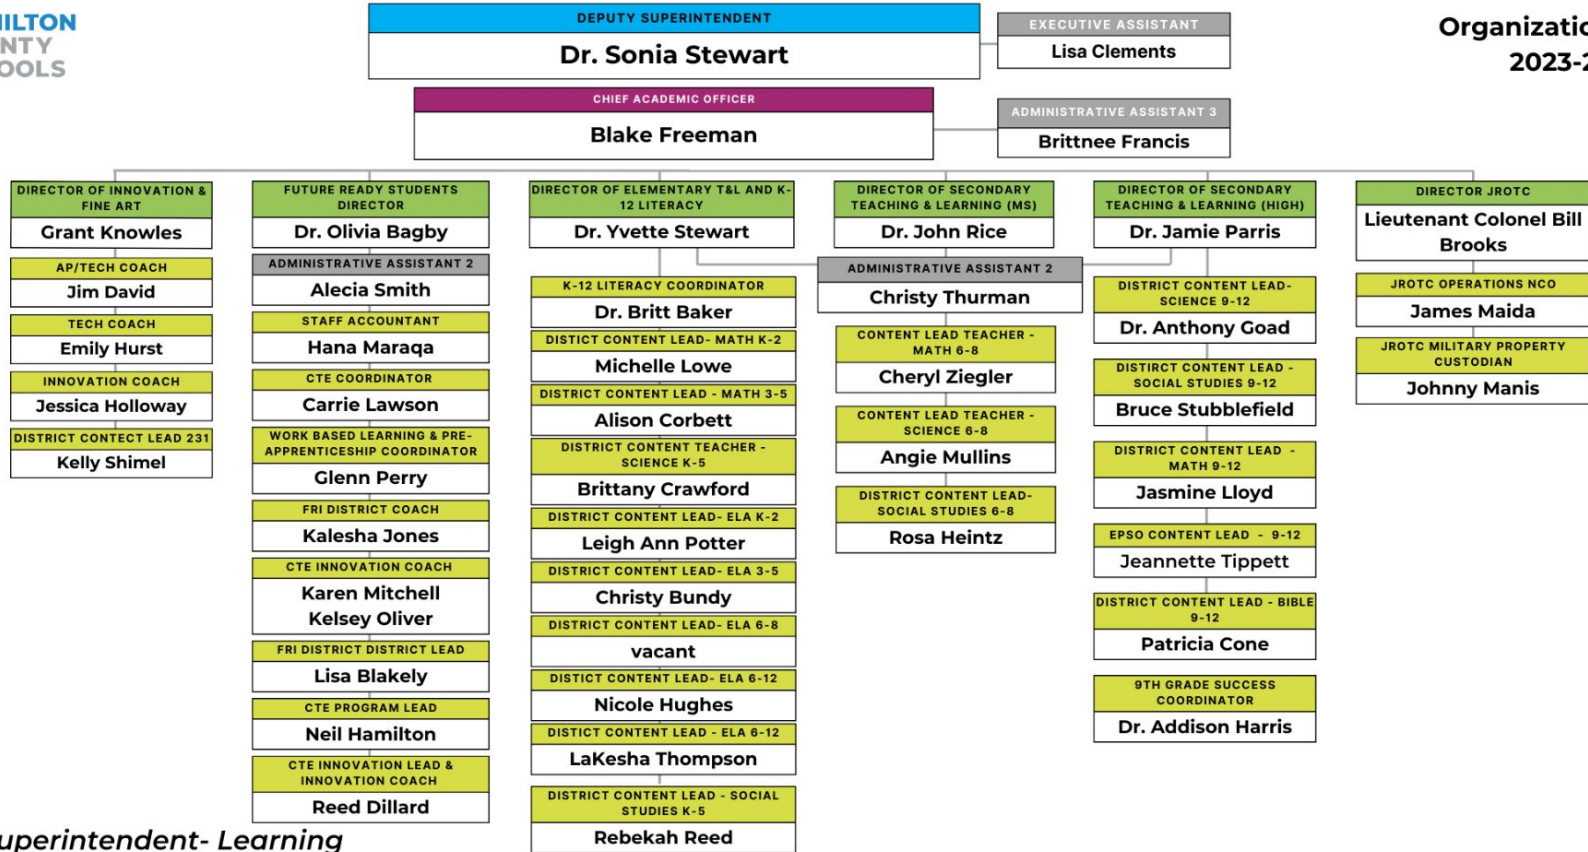 DEPUTY SUPERINTENDENT
Dr. Sonia Stewart
EXECUTIVE ASSISTANT
Lisa Clements
CHIEF ACADEMIC OFFICER
Blake Freeman
ADMINISTRATIVE ASSISTANT 3
Brittnee Francis
MILTON
NTY
OOLS
Organizatio
2023-2
DIRECTOR OF INNOVATION &
FINE ART
Grant Knowles
AP/TECH COACH
Jim David
TECH COACH
Emily Hurst
INNOVATION COACH
Jessica Holloway
DISTRICT CONTECT LEAD 231
Kelly Shimel
FUTURE READY STUDENTS
DIRECTOR
Dr. Olivia Bagby
ADMINISTRATIVE ASSISTANT 2
Alecia Smith
STAFF ACCOUNTANT
Hana Maraqa
CTE COORDINATOR
Carrie Lawson
WORK BASED LEARNING & PRE-
APPRENTICESHIP COORDINATOR
Glenn Perry
FRI DISTRICT COACH
Kalesha Jones
CTE INNOVATION COACH
Karen Mitchell
Kelsey Oliver
FRI DISTRICT DISTRICT LEAD
Lisa Blakely
CTE PROGRAM LEAD
Neil Hamilton
CTE INNOVATION LEAD &
INNOVATION COACH
Reed Dillard
DIRECTOR OF ELEMENTARY T&L AND K-
12 LITERACY
Dr. Yvette Stewart
K-12 LITERACY COORDINATOR
Dr. Britt Baker
DISTICT CONTENT LEAD- MATH K-2
Michelle Lowe
DISTRICT CONTENT LEAD - MATH 3-5
Alison Corbett
DISTRICT CONTENT TEACHER -
SCIENCE K-5
Brittany Crawford
DISTRICT CONTENT LEAD- ELA K-2
Leigh Ann Potter
DISTRICT CONTENT LEAD- ELA 3-5
Christy Bundy
DISTRICT CONTENT LEAD- ELA 6-8
vacant
DISTICT CONTENT LEAD- ELA 6-12
Nicole Hughes
DISTICT CONTENT LEAD - ELA 6-12
LaKesha Thompson
DISTRICT CONTENT LEAD - SOCIAL
STUDIES K-5
Rebekah Reed
DIRECTOR OF SECONDARY
TEACHING & LEARNING (MS)
Dr. John Rice
ADMINISTRATIVE ASSISTANT 2
Christy Thurman
CONTENT LEAD TEACHER -
MATH 6-8
Cheryl Ziegler
CONTENT LEAD TEACHER -
SCIENCE 6-8
Angie Mullins
DISTRICT CONTENT LEAD-
SOCIAL STUDIES 6-8
Rosa Heintz
DIRECTOR OF SECONDARY
TEACHING & LEARNING (HIGH)
Dr. Jamie Parris
DISTRICT CONTENT LEAD-
SCIENCE 9-12
Dr. Anthony Goad
DISTIRCT CONTENT LEAD -
SOCIAL STUDIES 9-12
Bruce Stubblefield
DISTRICT CONTENT LEAD -
MATH 9-12
Jasmine Lloyd
EPSO CONTENT LEAD - 9-12
Jeannette Tippett
DISTRICT CONTENT LEAD - BIBLE
9-12
Patricia Cone
9TH GRADE SUCCESS
COORDINATOR
Dr. Addison Harris
DIRECTOR JROTC
Lieutenant Colonel Bill
Brooks
JROTC OPERATIONS NCO
James Maida
JROTC MILITARY PROPERTY
CUSTODIAN
Johnny Manis
uperintendent- Learning